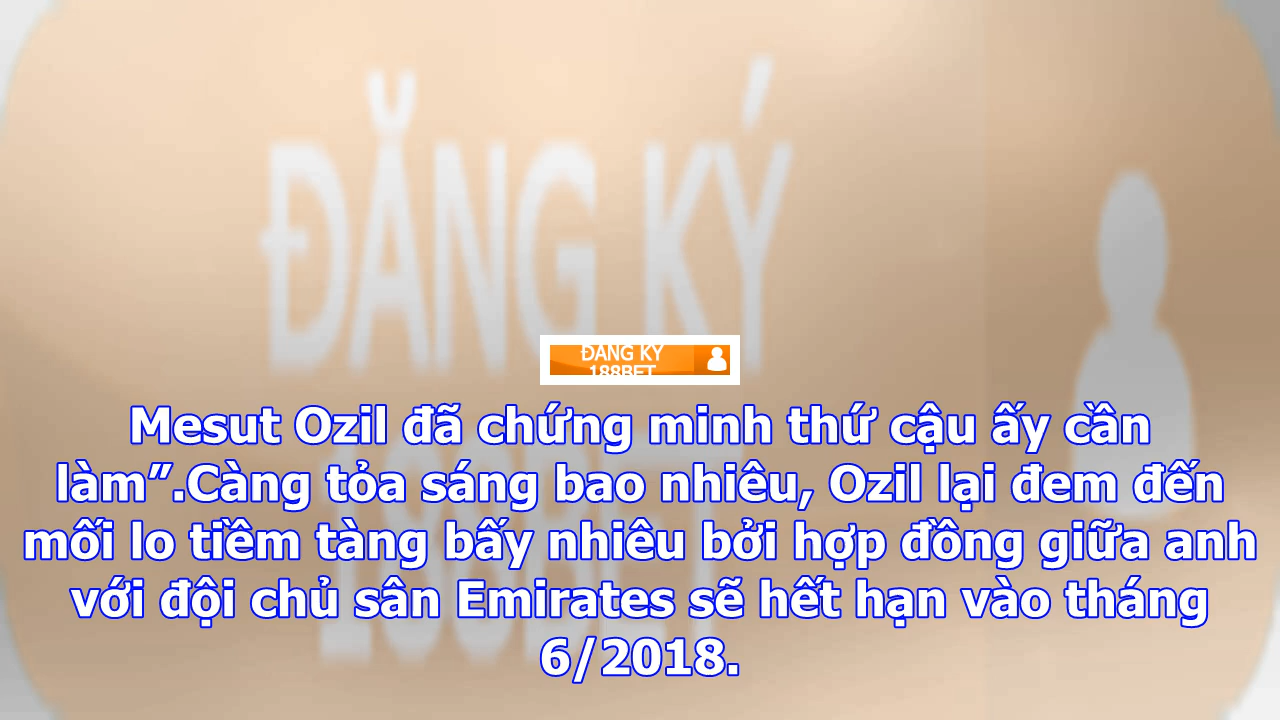 ĐĂNG KÝ
188BET
ĐĂNG KÝ
188BET
Mesut Ozil đã chứng minh thứ cậu ấy cần
làm”.Càng tỏa sáng bao nhiêu, Ozil lại đem đến
mối lo tiềm tàng bấy nhiêu bởi hợp đồng giữa anh
với đội chủ sân Emirates sẽ hết hạn vào tháng
6/2018.